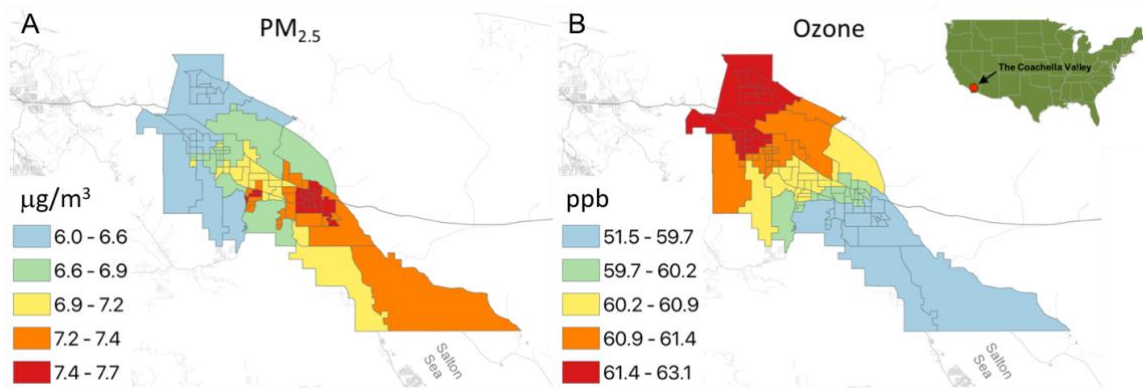 A
PM2.5
μg/m³
6.0 – 6.6
6.6 – 6.9
6.9 – 7.2
7.2 – 7.4
7.4 – 7.7
Salton
Sea
B
Ozone
The Coachella Valley
ppb
51.5 – 59.7
59.7 – 60.2
60.2 – 60.9
60.9 – 61.4
61.4 – 63.1
Salton
Sea